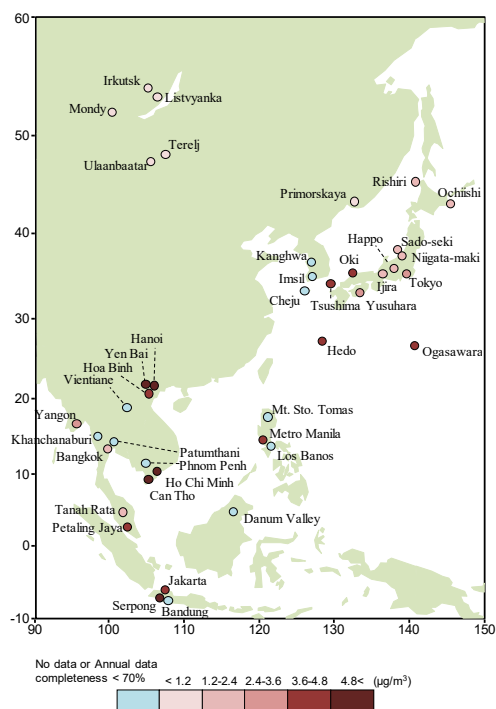 60
Irkutsk
Listvyanka
Mondy
50
Terelj
Ulaanbaatar
Primorskaya
Rishiri
Ochiishi
40
Happo
Sado-seki
Kanghwa
Oki
Niigata-maki
Imsil
Ijira
Tokyo
Cheju
Tsushima
Yusuhara
30
Hanoi
Hedo
Ogasawara
Yen Bai
Hoa Binh
Vientiane
20
Yangon
Mt. Sto. Tomas
Khanchanaburi
Patumthani
Metro Manila
Bangkok
Phnom Penh
Los Banos
10
Ho Chi Minh
Can Tho
Tanah Rata
Danum Valley
Petaling Jaya
0
Jakarta
Serpong
Bandung
-10
90 100 110 120 130 140 150
No data or Annual data
completeness < 70% < 1.2 1.2-2.4 2.4-3.6 3.6-4.8 4.8< (μg/m³)